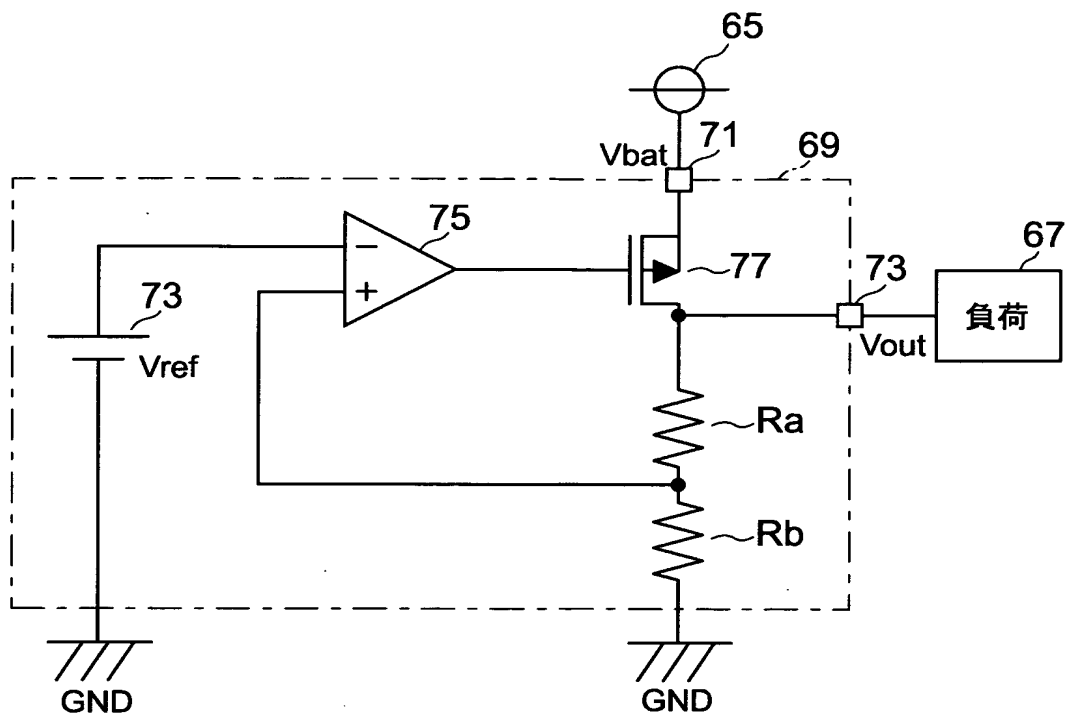 65
71
Vbat
69
75
−
+
77
73
67
負荷
Vout
73
Vref
Ra
Rb
GND
GND